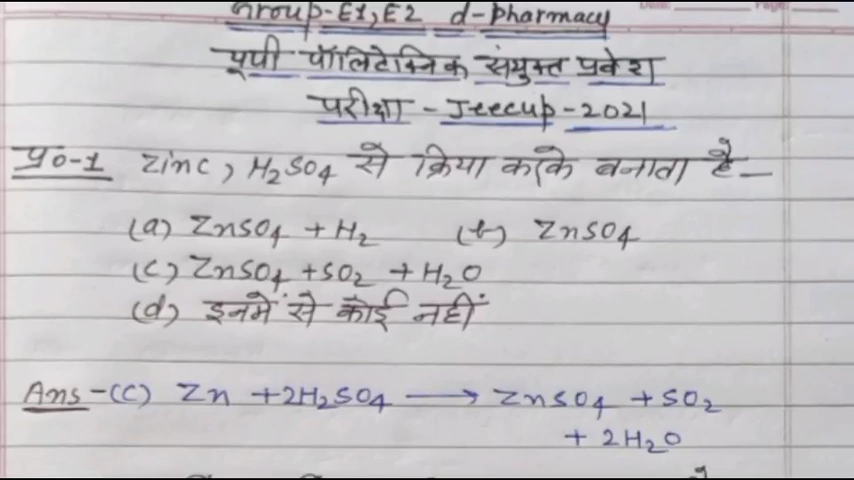 Group-E1, E2 d-pharmacy
यूपी पॉलिटेक्निक संयुक्त प्रवेश
परीक्षा - Jeecup - 2021
प्र०-1 Zinc, H₂SO₄ से क्रिया करके बनाता है-
(a) ZnSO₄ + H₂ (b) ZnSO₄
(c) ZnSO₄ + SO₂ + H₂O
(d) इनमें से कोई नहीं
Ans-(C) Zn + 2H₂SO₄ → ZnSO₄ + SO₂
+ 2H₂O